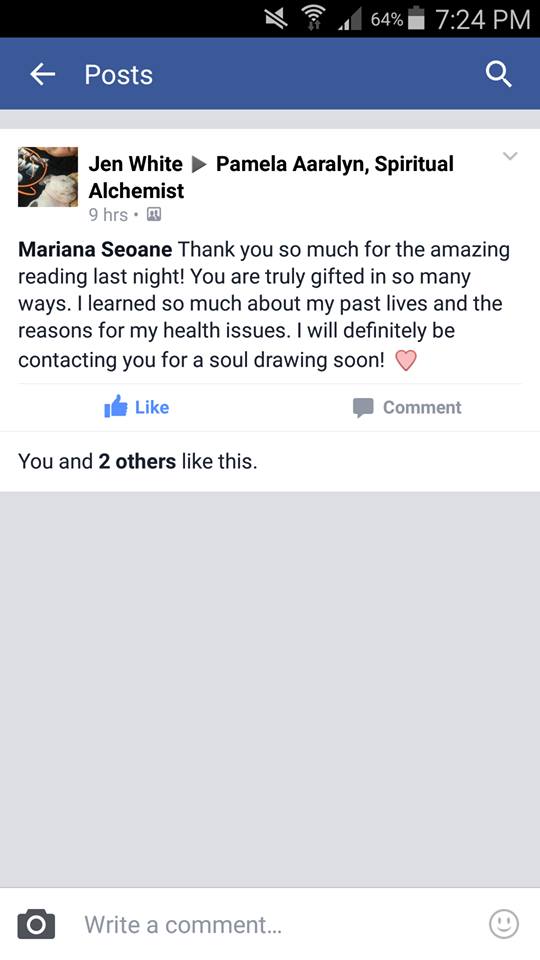 64% 7:24 PM
Posts
Jen White ▶ Pamela Aaralyn, Spiritual
Alchemist
9 hrs •
Mariana Seoane Thank you so much for the amazing
reading last night! You are truly gifted in so many
ways. I learned so much about my past lives and the
reasons for my health issues. I will definitely be
contacting you for a soul drawing soon!
Like Comment
You and 2 others like this.
Write a comment...